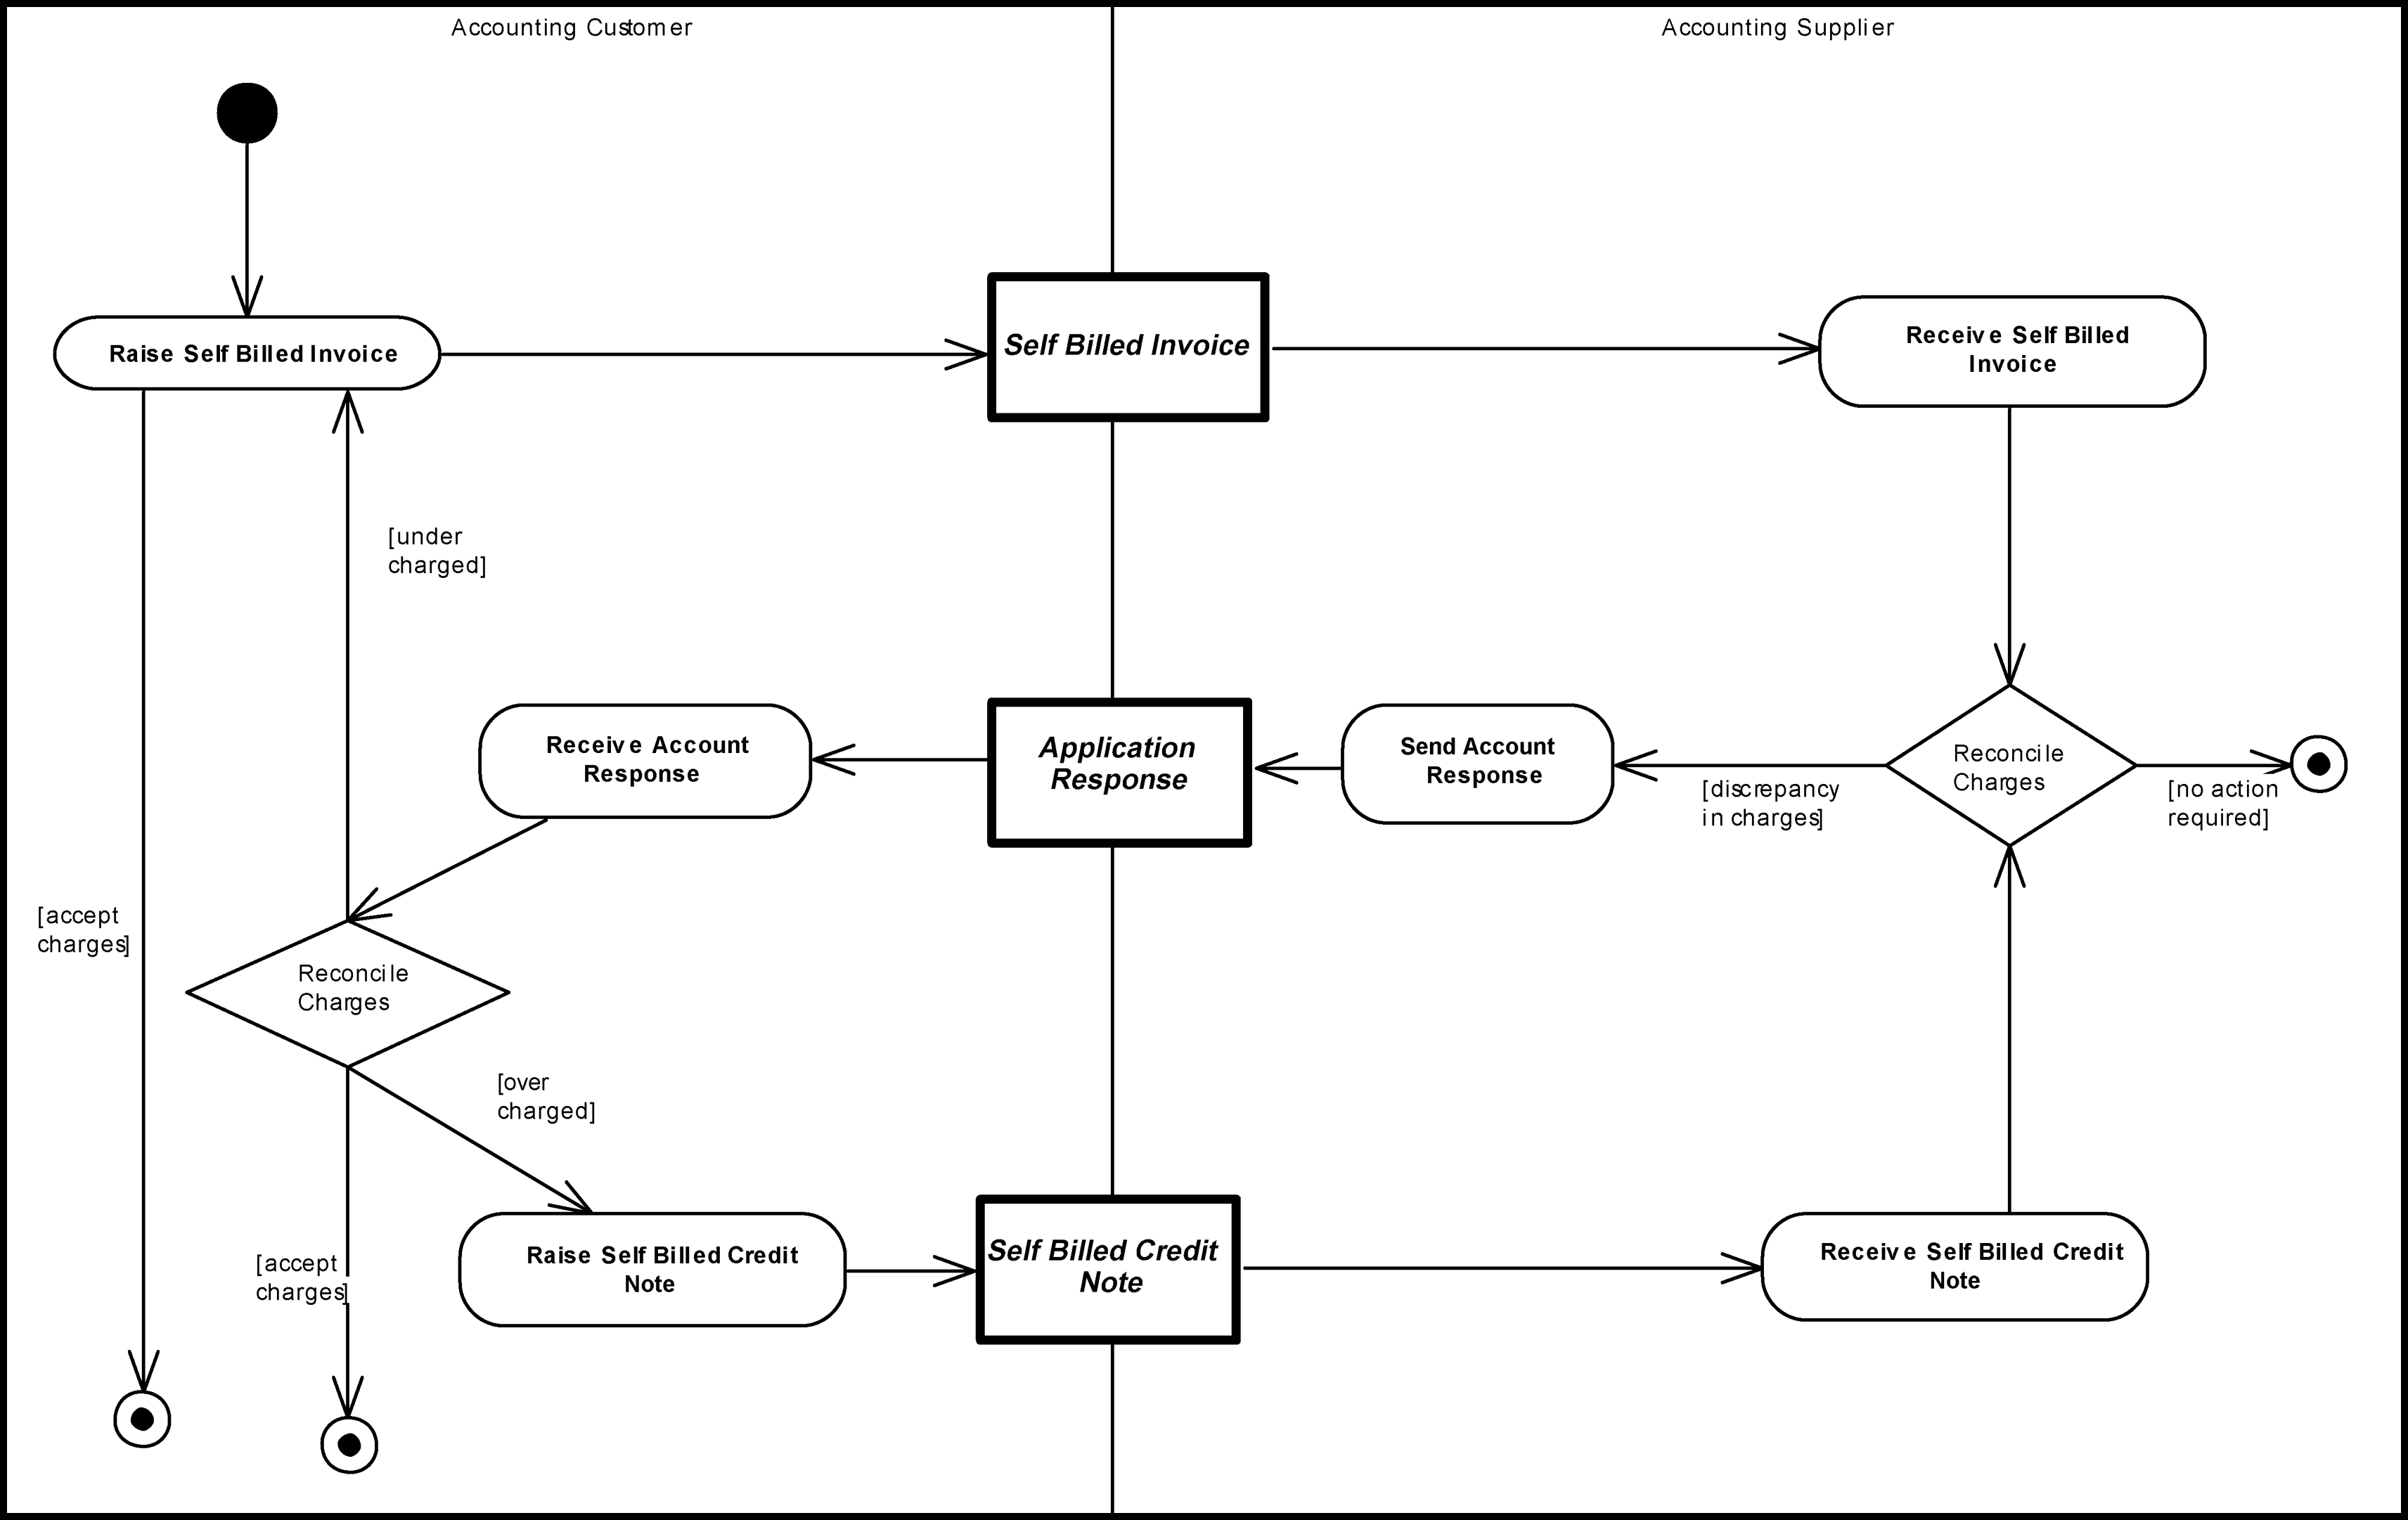 Accounting Customer
Accounting Supplier
Raise Self Billed Invoice
Self Billed Invoice
Receive Self Billed
Invoice
[under
charged]
Receive Account
Response
Application
Response
Send Account
Response
[discrepancy
in charges]
Reconcile
Charges
[no action
required]
[accept
charges]
Reconcile
Charges
[over
charged]
[accept
charges]
Raise Self Billed Credit
Note
Self Billed Credit
Note
Receive Self Billed Credit
Note